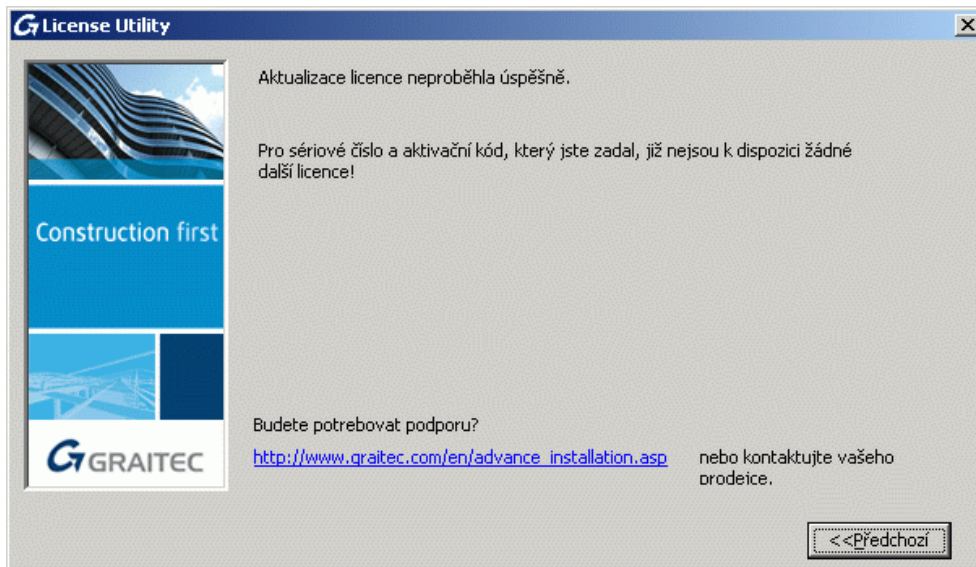 License Utility
Aktualizace licence neproběhla úspěšně.
Pro sériové číslo a aktivační kód, který jste zadal, již nejsou k dispozici žádné
další licence!
Construction first
GRAITEC
Budete potrebovat podporu?
http://www.graitec.com/en/advance_installation.asp nebo kontaktujte vašeho
prodejce.
<<Předchozí